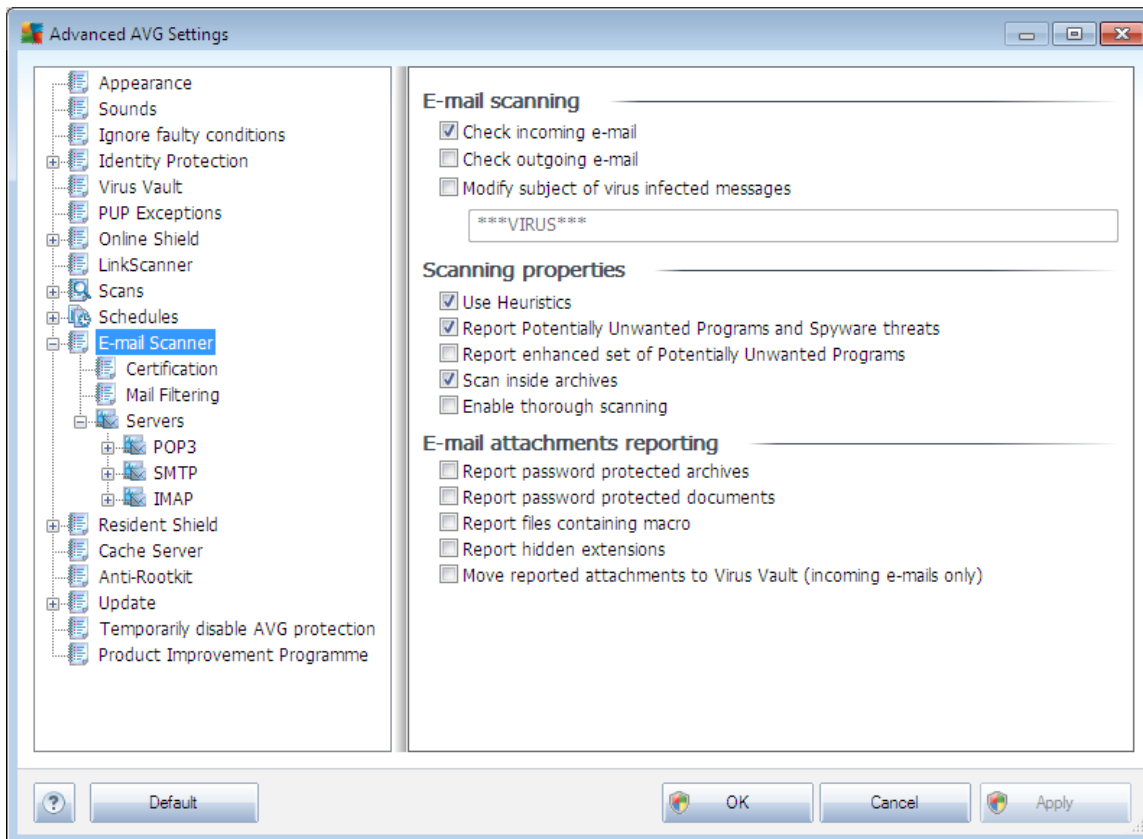 Advanced AVG Settings
Appearance
Sounds
Ignore faulty conditions
Identity Protection
Virus Vault
PUP Exceptions
Online Shield
LinkScanner
Scans
Schedules
E-mail Scanner
Certification
Mail Filtering
Servers
POP3
SMTP
IMAP
Resident Shield
Cache Server
Anti-Rootkit
Update
Temporarily disable AVG protection
Product Improvement Programme
E-mail scanning
Check incoming e-mail
Check outgoing e-mail
Modify subject of virus infected messages
***VIRUS***
Scanning properties
Use Heuristics
Report Potentially Unwanted Programs and Spyware threats
Report enhanced set of Potentially Unwanted Programs
Scan inside archives
Enable thorough scanning
E-mail attachments reporting
Report password protected archives
Report password protected documents
Report files containing macro
Report hidden extensions
Move reported attachments to Virus Vault (incoming e-mails only)
?
Default
OK
Cancel
Apply